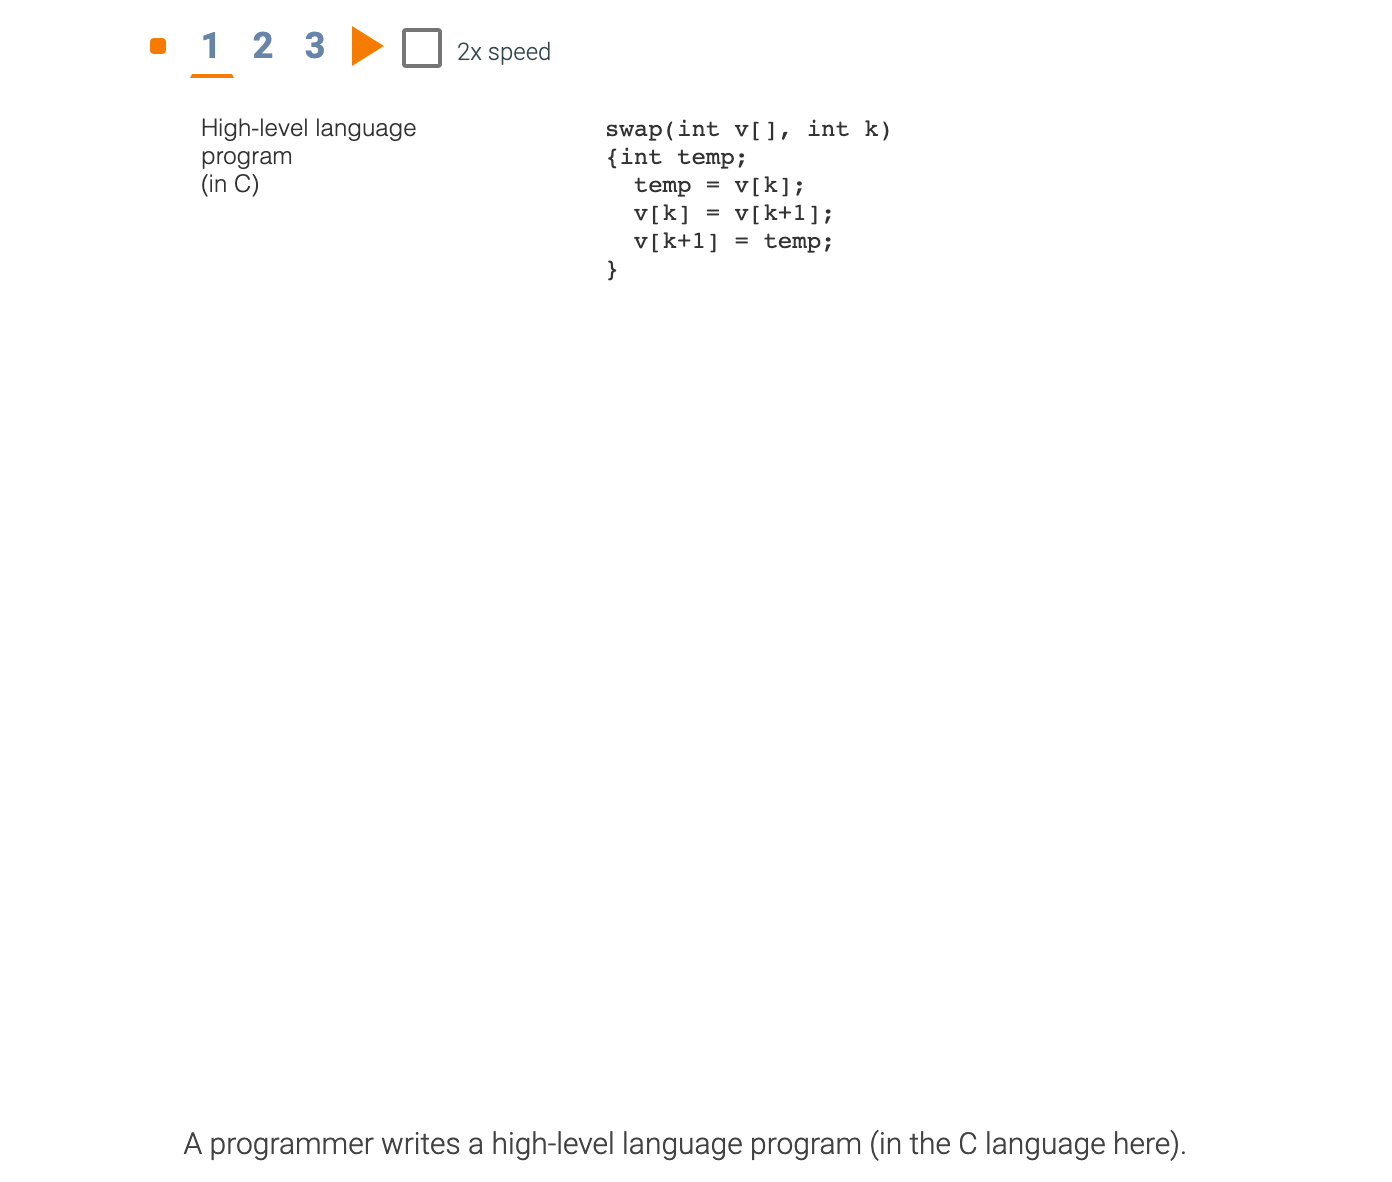 1 2 3 2x speed
High-level language
program
(in C)
swap(int v[], int k)
{int temp;
  temp = v[k];
  v[k] = v[k+1];
  v[k+1] = temp;
}
A programmer writes a high-level language program (in the C language here).